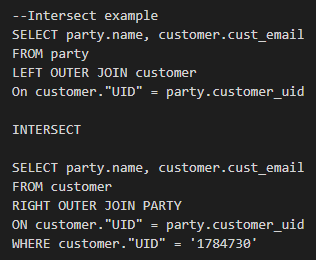 --Intersect example
SELECT party.name, customer.cust_email
FROM party
LEFT OUTER JOIN customer
On customer."UID" = party.customer_uid
INTERSECT
SELECT party.name, customer.cust_email
FROM customer
RIGHT OUTER JOIN PARTY
ON customer."UID" = party.customer_uid
WHERE customer."UID" = '1784730'